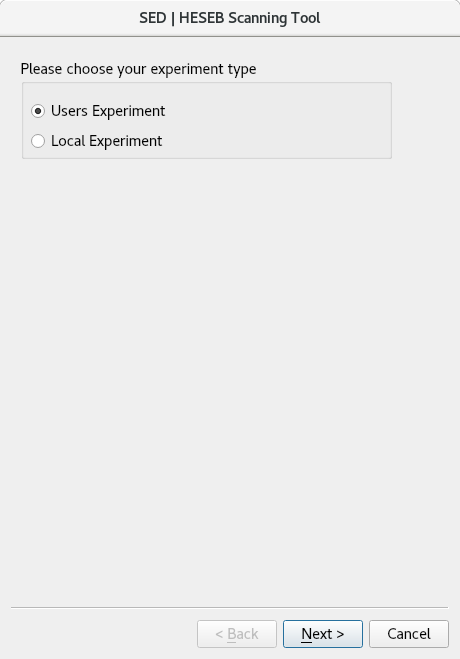 SED | HESEB Scanning Tool
Please choose your experiment type
Users Experiment
Local Experiment
< Back
Next >
Cancel